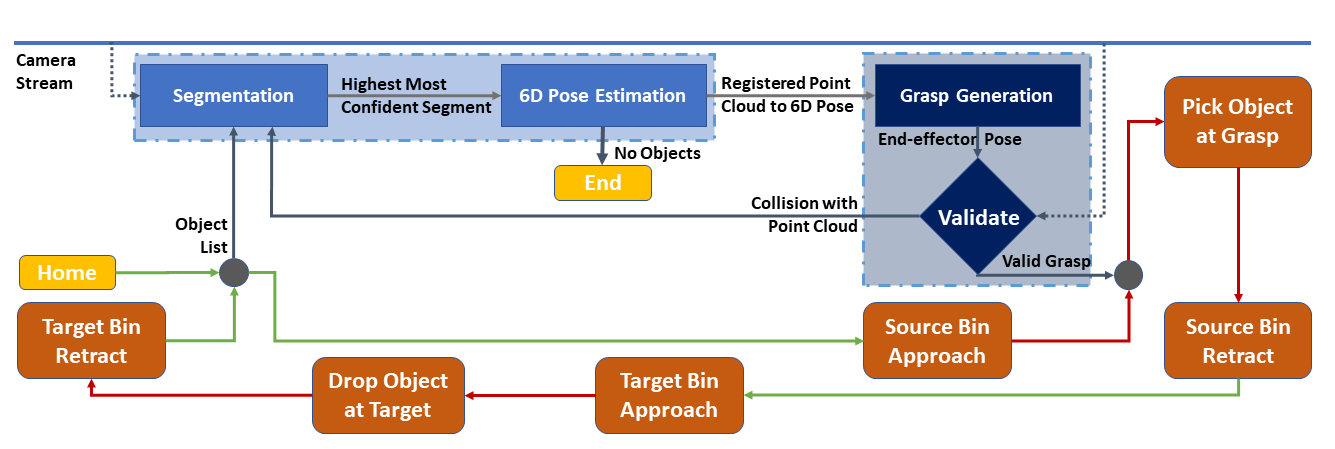 Camera
Stream
Segmentation
Highest Most
Confident Segment
6D Pose Estimation
Registered Point
Cloud to 6D Pose
Grasp Generation
Pick Object
at Grasp
End-effector Pose
No Objects
End
Collision with
Point Cloud
Validate
Object
List
Valid Grasp
Home
Target Bin
Retract
Source Bin
Approach
Source Bin
Retract
Drop Object
at Target
Target Bin
Approach